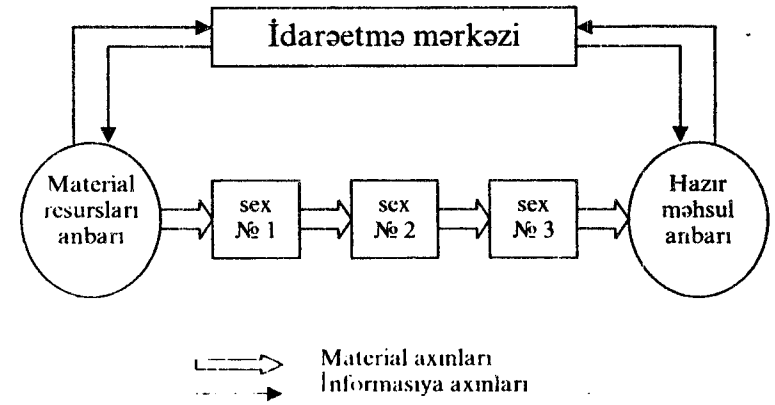 İdarəetmə mərkəzi
Material
resursları
anbarı
sex
№ 1
sex
№ 2
sex
№ 3
Hazır
məhsul
anbarı
Material axınları
İnformasiya axınları